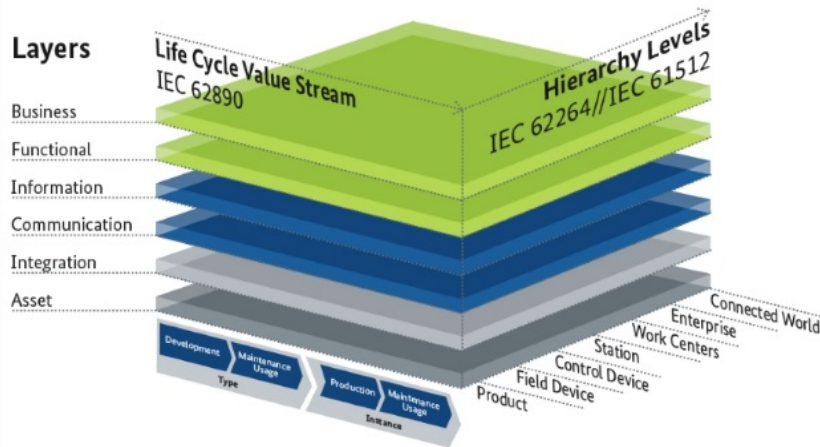 Layers
Life Cycle Value Stream
IEC 62890
Hierarchy Levels
IEC 62264//IEC 61512
Business
Functional
Information
Communication
Integration
Asset
Development
Maintenance
Usage
Type
Production
Maintenance
Usage
Instance
Product
Field Device
Control Device
Station
Work Centers
Enterprise
Connected World